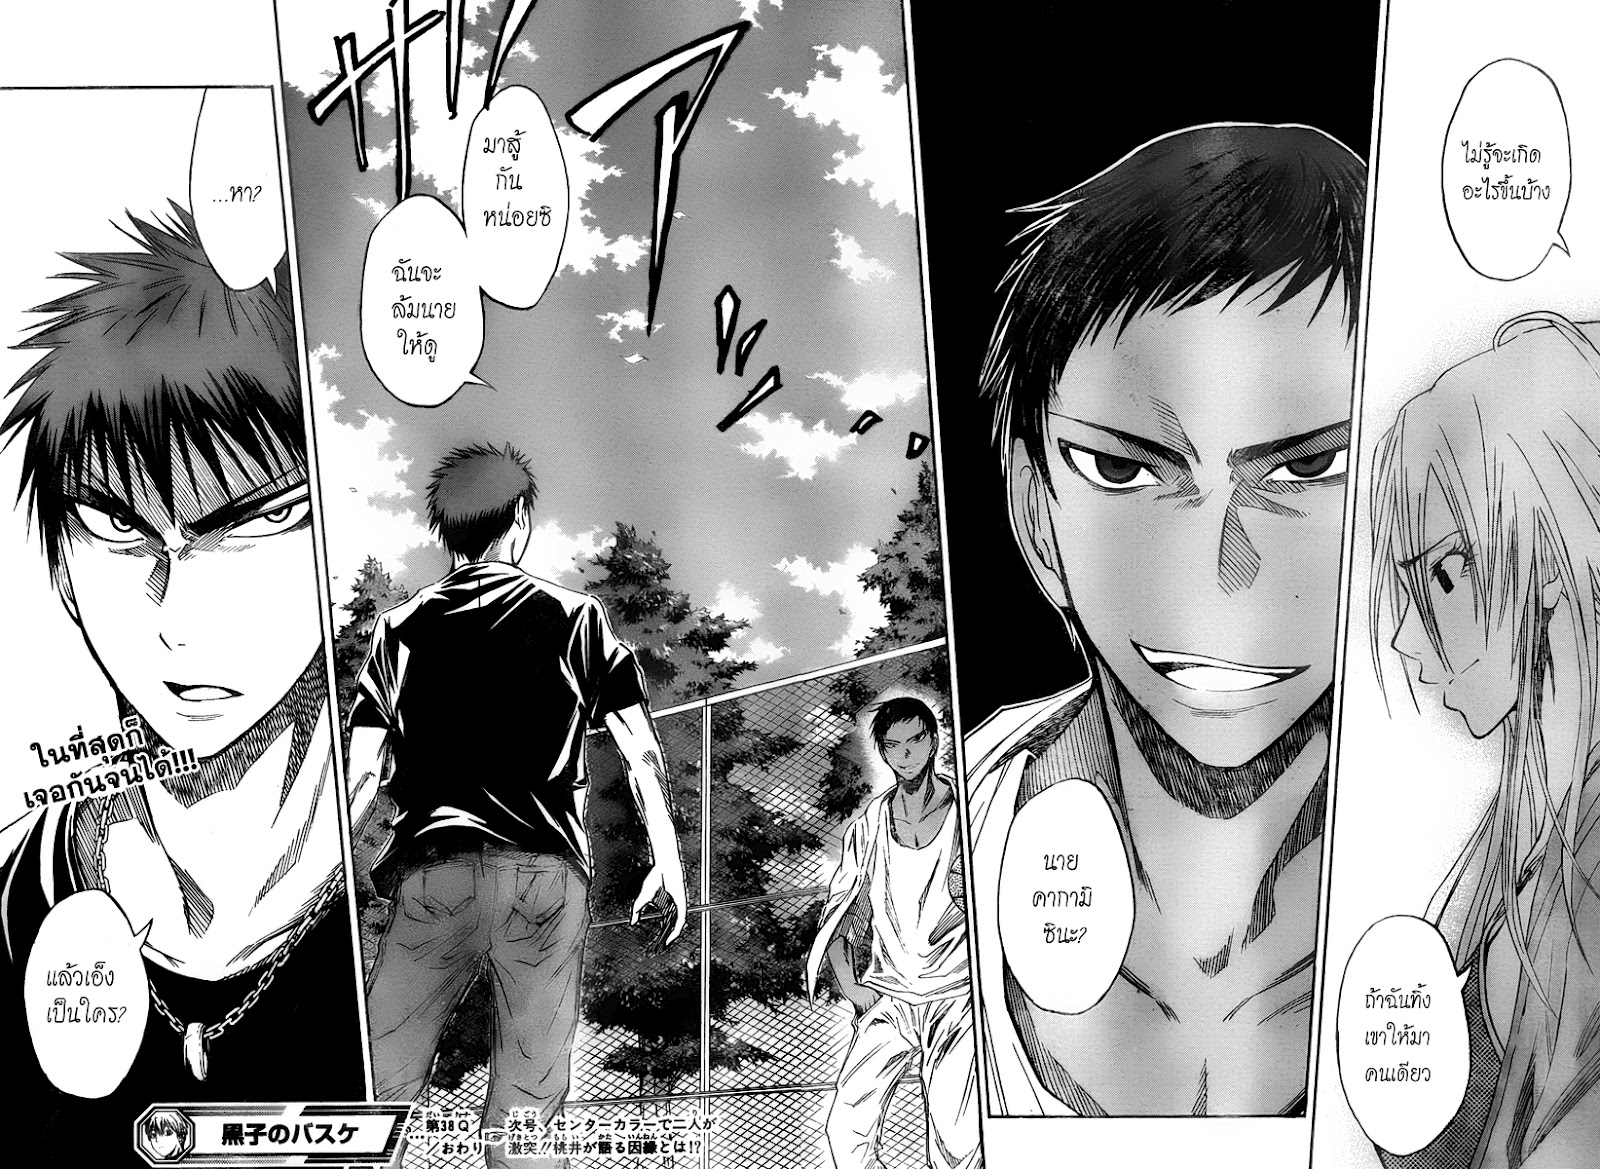 ไม่รู้จะเกิด
อะไรขึ้นบ้าง
ถ้าฉันทิ้ง
เขาให้มา
คนเดียว
นาย
คากามิ
ซินะ?
มาสู้
กัน
หน่อยซิ
ฉันจะ
ล้มนาย
ให้ดู
ザアァ
...หา?
แล้วเอ็ง
เป็นใคร?
ในที่สุดก็
เจอกันจนได้!!!
黒子のバスケ
第38Q
/おわり
次号、センターカラーで二人が
激突!!桃井が語る因縁とは!?